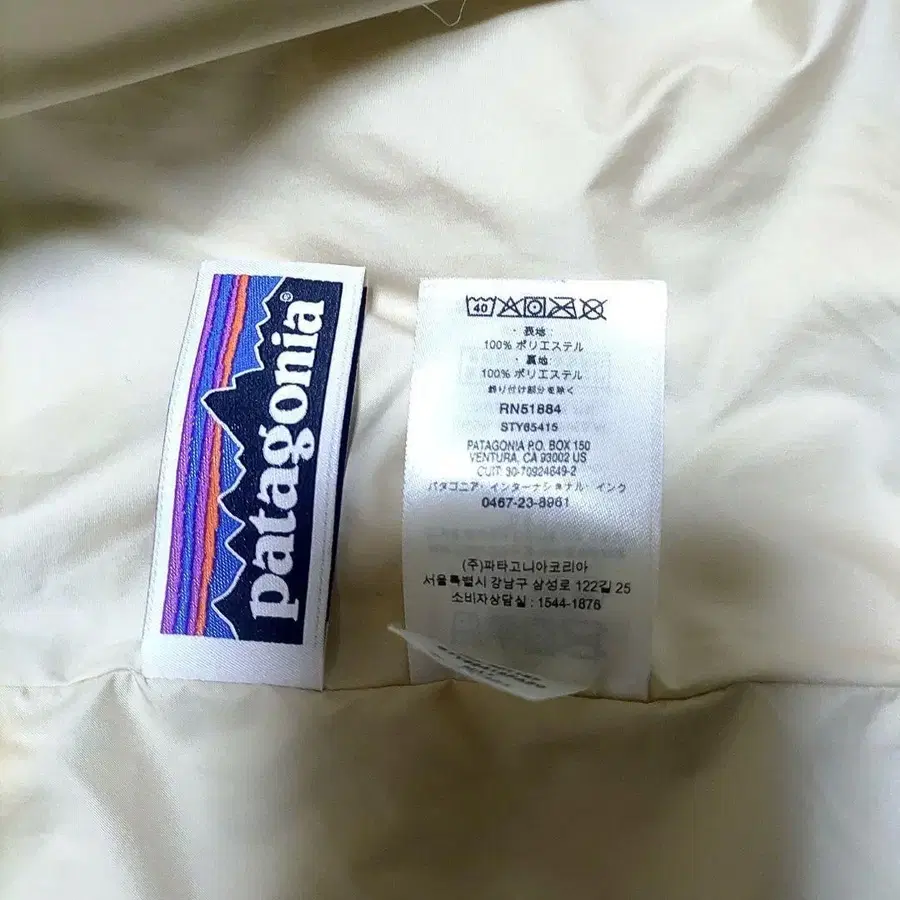 patagonia®
40
・表地:
100% ポリエステル
・裏地:
100% ポリエステル
飾り付け部分を除く
RN51884
STY65415
PATAGONIA P.O. BOX 150
VENTURA, CA 93002 US
CUIT: 30-70924649-2
パタゴニア・インターナショナル・インク
0467-23-8961
(주)파타고니아코리아
서울특별시 강남구 삼성로 122길 25
소비자상담실 : 1544-1876